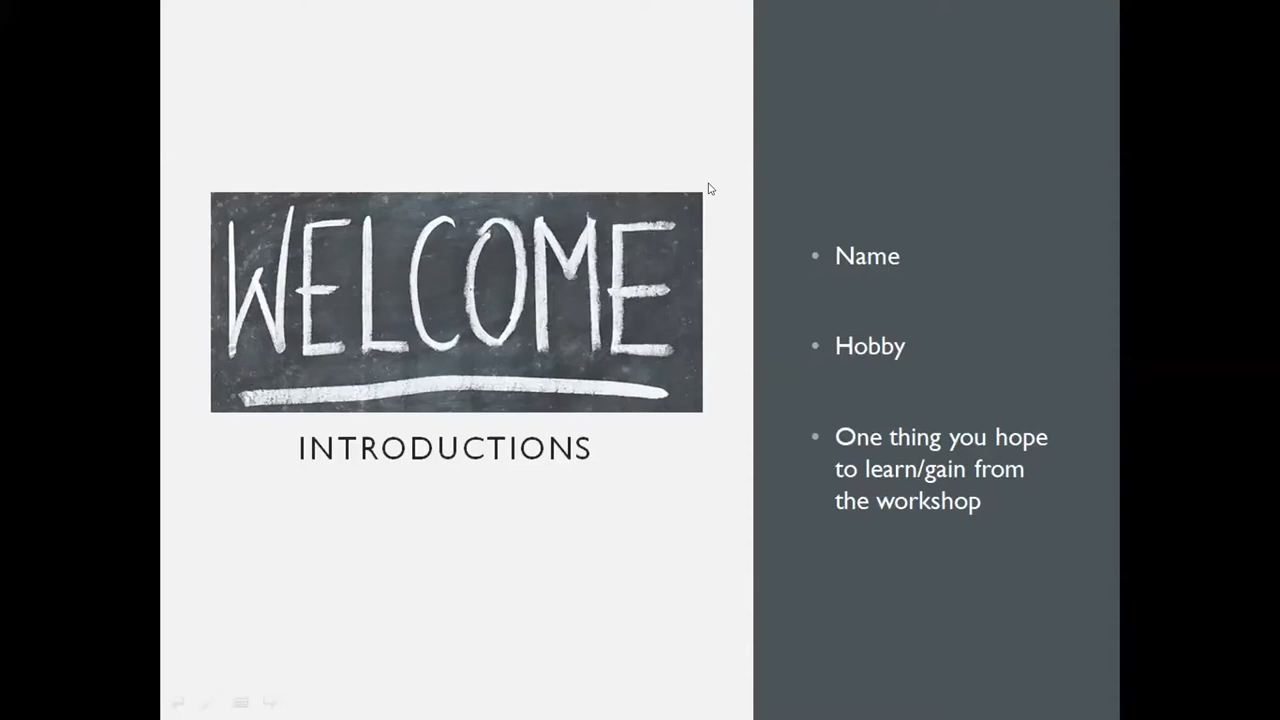 WELCOME
INTRODUCTIONS
• Name
• Hobby
• One thing you hope
to learn/gain from
the workshop